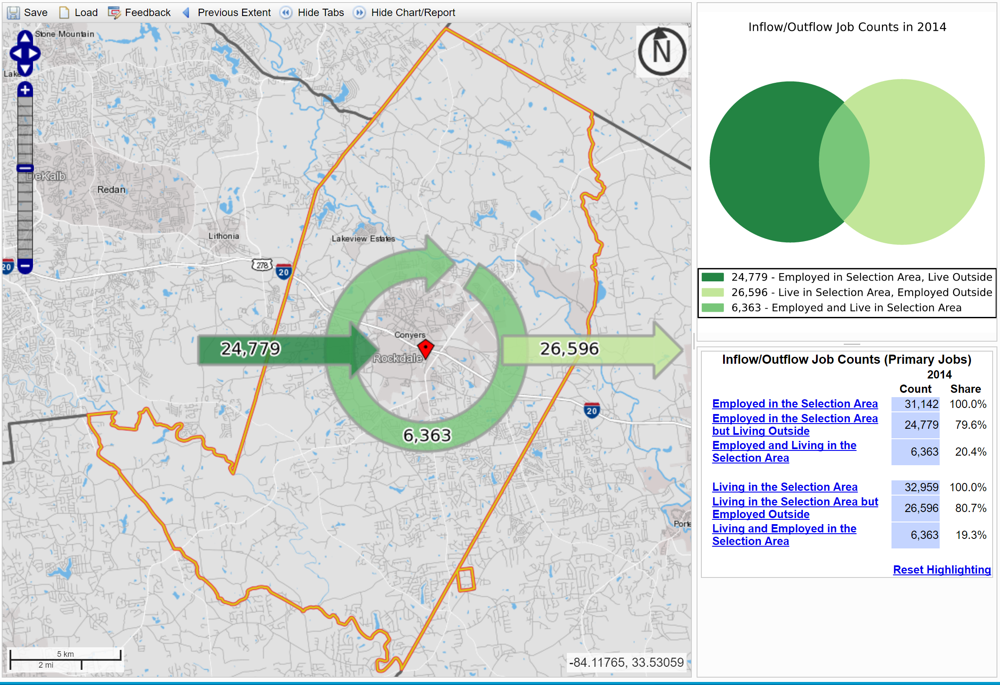 Save Load Feedback Previous Extent Hide Tabs Hide Chart/Report
Stone Mountain
N
DeKalb
Redan
Lithonia
Lakeview Estates
278
20
20
24,779
Conyers
Rockdale
26,596
6,363
20
5 km
2 mi
-84.11765, 33.53059
Inflow/Outflow Job Counts in 2014
24,779 - Employed in Selection Area, Live Outside
26,596 - Live in Selection Area, Employed Outside
6,363 - Employed and Live in Selection Area
Inflow/Outflow Job Counts (Primary Jobs)
2014
Count Share
Employed in the Selection Area 31,142 100.0%
Employed in the Selection Area
but Living Outside 24,779 79.6%
Employed and Living in the
Selection Area 6,363 20.4%
Living in the Selection Area 32,959 100.0%
Living in the Selection Area but
Employed Outside 26,596 80.7%
Living and Employed in the
Selection Area 6,363 19.3%
Reset Highlighting